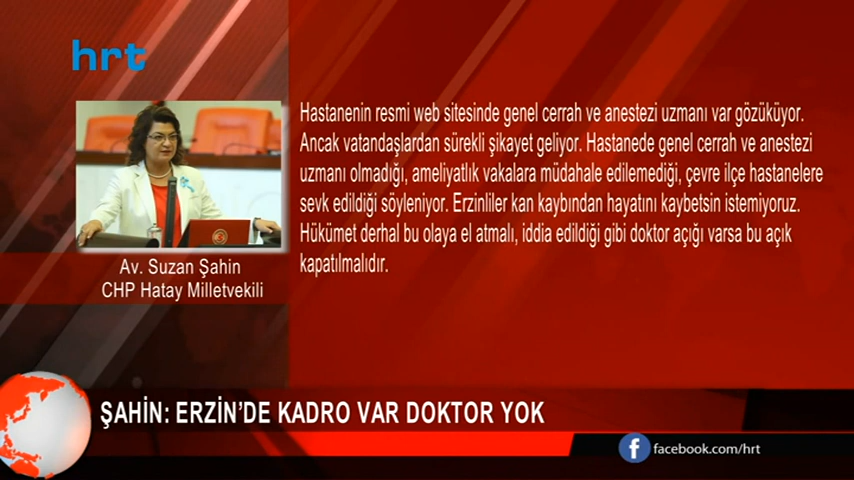 hrt
Hastanenin resmi web sitesinde genel cerrah ve anestezi uzmanı var gözüküyor.
Ancak vatandaşlardan sürekli şikayet geliyor. Hastanede genel cerrah ve anestezi
uzmanı olmadığı, ameliyatlık vakalara müdahale edilemediği, çevre ilçe hastanelere
sevk edildiği söyleniyor. Erzinliler kan kaybından hayatını kaybetsin istemiyoruz.
Hükümet derhal bu olaya el atmalı, iddia edildiği gibi doktor açığı varsa bu açık
kapatılmalıdır.
Av. Suzan Şahin
CHP Hatay Milletvekili
ŞAHİN: ERZİN’DE KADRO VAR DOKTOR YOK
facebook.com/hrt